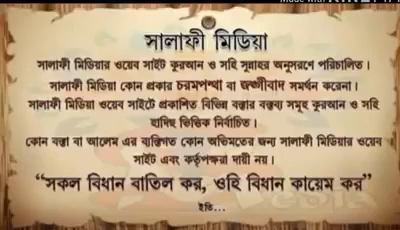 সালাফী মিডিয়া
সালাফী মিডিয়ার ওয়েব সাইট কুরআন ও সহি সুন্নাহর অনুসরণে পরিচালিত।
সালাফী মিডিয়া কোন প্রকার চরমপন্থা বা জঙ্গীবাদ সমর্থন করেনা।
সালাফী মিডিয়ার ওয়েব সাইটে প্রকাশিত বিভিন্ন বক্তার বক্তব্য সমূহ কুরআন ও সহি
হাদিছ ভিত্তিক নির্বাচিত।
কোন বক্তা বা আলেম এর ব্যক্তিগত কোন অভিমতের জন্য সালাফী মিডিয়ার ওয়েব
সাইট এবং কর্তৃপক্ষরা দায়ী নয়।
“সকল বিধান বাতিল কর, ওহি বিধান কায়েম কর”
ইতি...